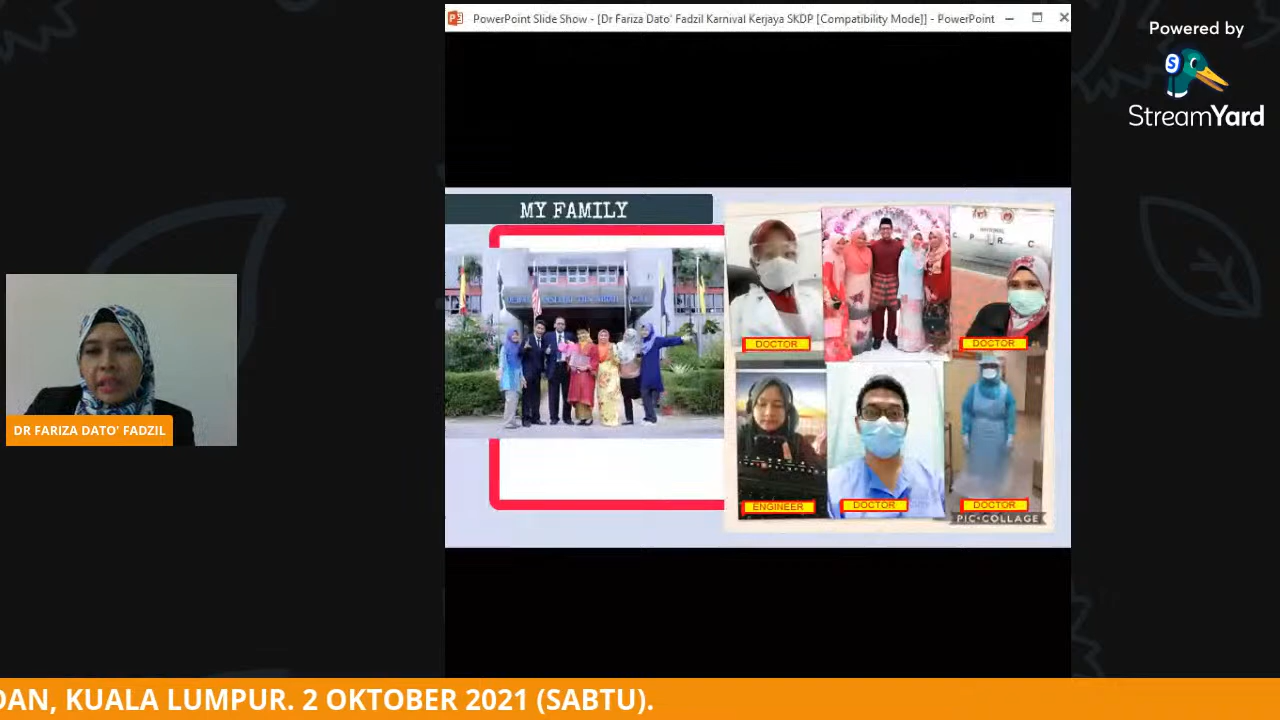 PowerPoint Slide Show - [Dr Fariza Dato' Fadzil Karnival Kerjaya SKDP [Compatibility Mode]] - PowerPoint
Powered by
StreamYard
MY FAMILY
C P R C
DOCTOR
DOCTOR
ENGINEER
DOCTOR
DOCTOR
PIC•COLLAGE
DR FARIZA DATO' FADZIL
DAN, KUALA LUMPUR. 2 OKTOBER 2021 (SABTU).